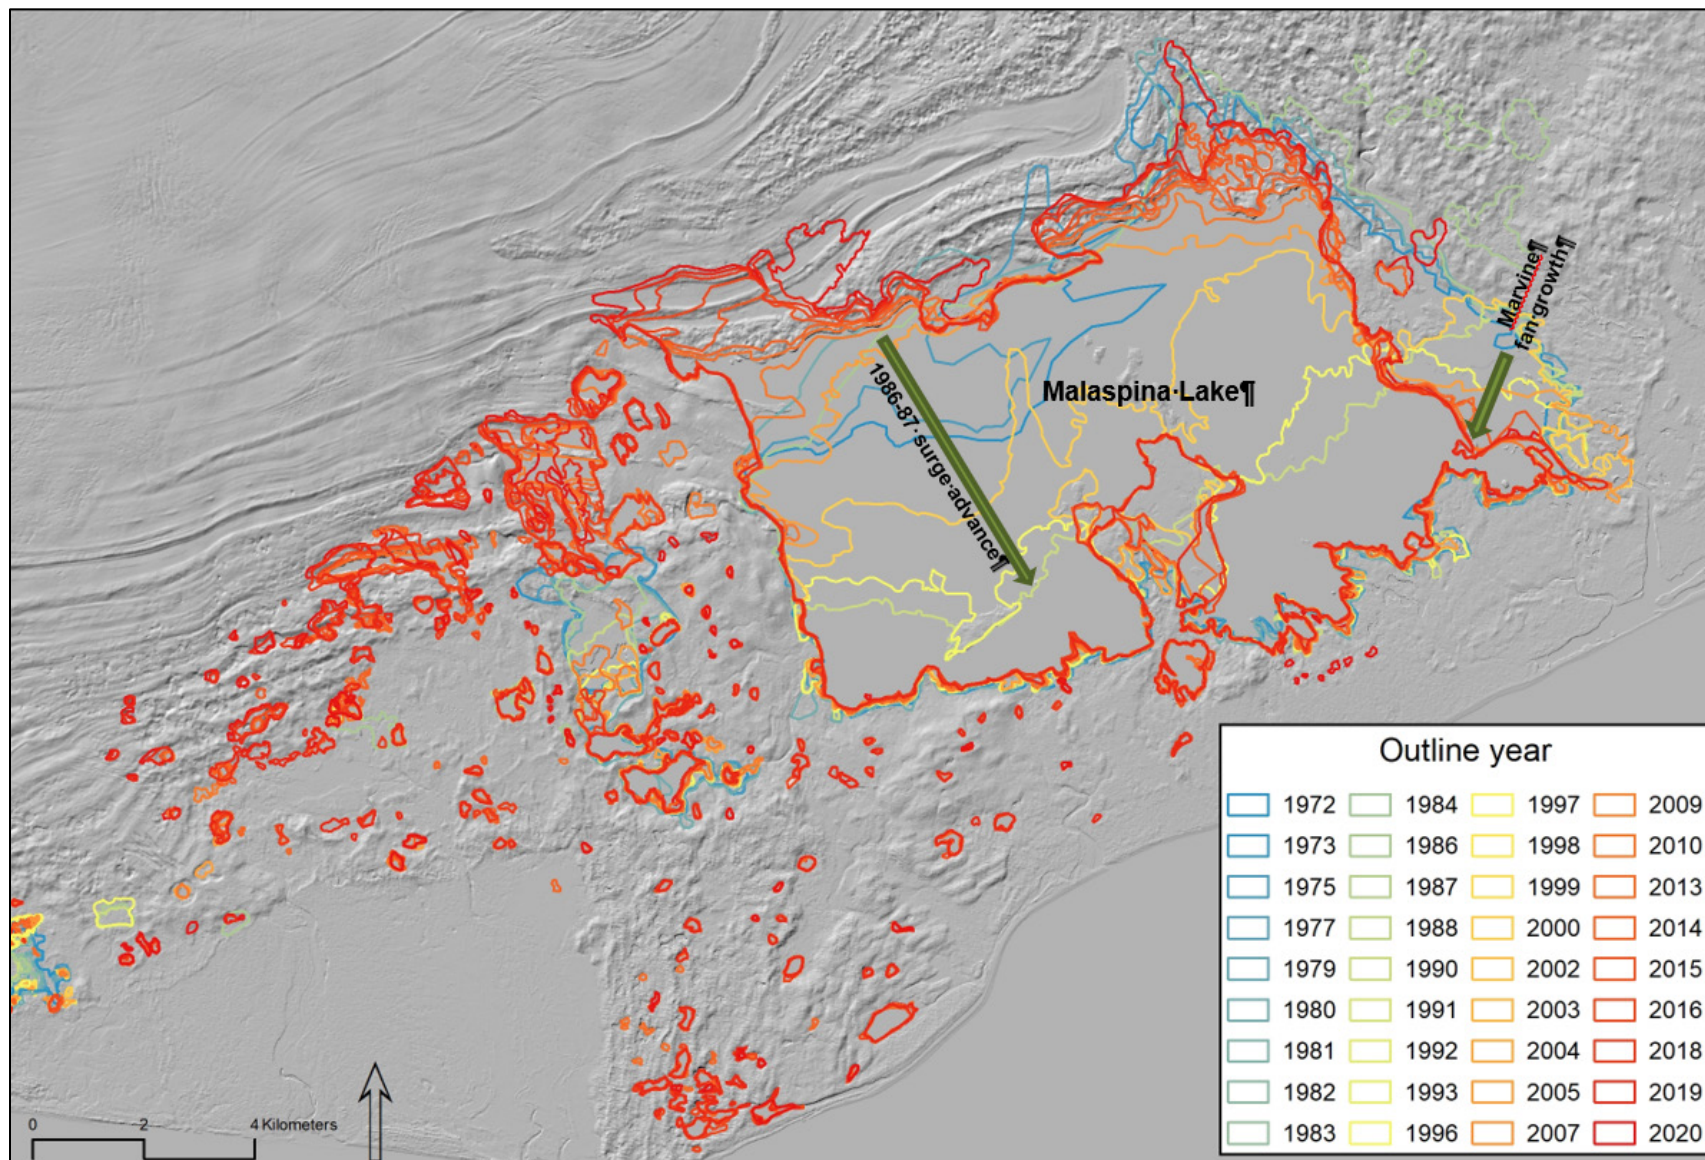 Marvine¶
fan·growth¶
Malaspina·Lake¶
1986-87·surge·advance¶
Outline year
1972 1984 1997 2009
1973 1986 1998 2010
1975 1987 1999 2013
1977 1988 2000 2014
1979 1990 2002 2015
1980 1991 2003 2016
1981 1992 2004 2018
1982 1993 2005 2019
1983 1996 2007 2020
0 2 4 Kilometers